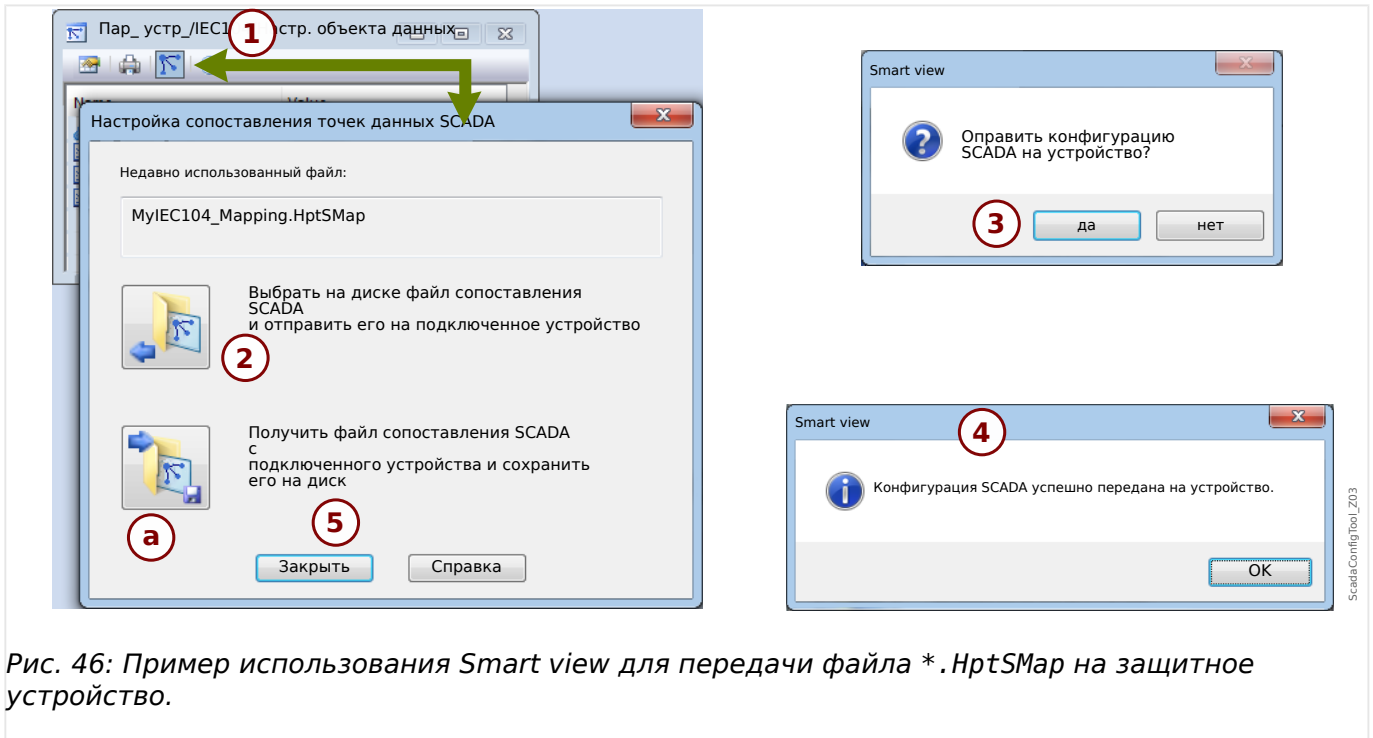 Пар_ устр_/IEC1
1
стр. объекта данных
Настройка сопоставления точек данных SCADA
Недавно использованный файл:
MyIEC104_Mapping.HptSMap
Выбрать на диске файл сопоставления
SCADA
и отправить его на подключенное устройство
2
Получить файл сопоставления SCADA
с
подключенного устройства и сохранить
его на диск
a
5
Закрыть
Справка
Smart view
Оправить конфигурацию
SCADA на устройство?
3
да
нет
Smart view
4
Конфигурация SCADA успешно передана на устройство.
OK
ScadaConfigTool_Z03
Рис. 46: Пример использования Smart view для передачи файла *.HptSMap на защитное
устройство.